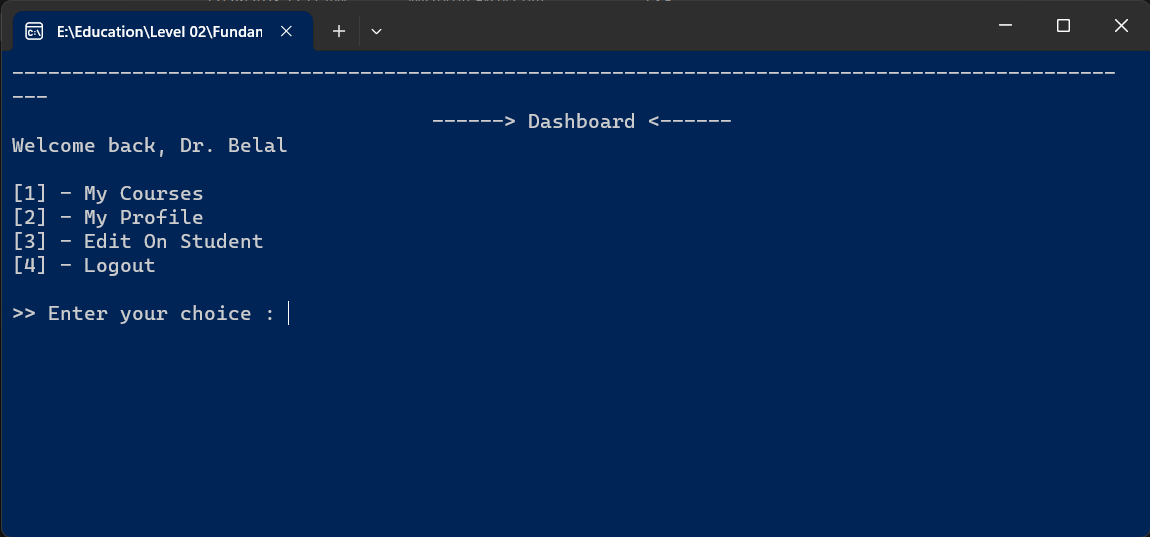 E:\Education\Level 02\Fundan
--------------------------------------------------------------------------------------------
---
------> Dashboard <------
Welcome back, Dr. Belal
[1] - My Courses
[2] - My Profile
[3] - Edit On Student
[4] - Logout
>> Enter your choice :